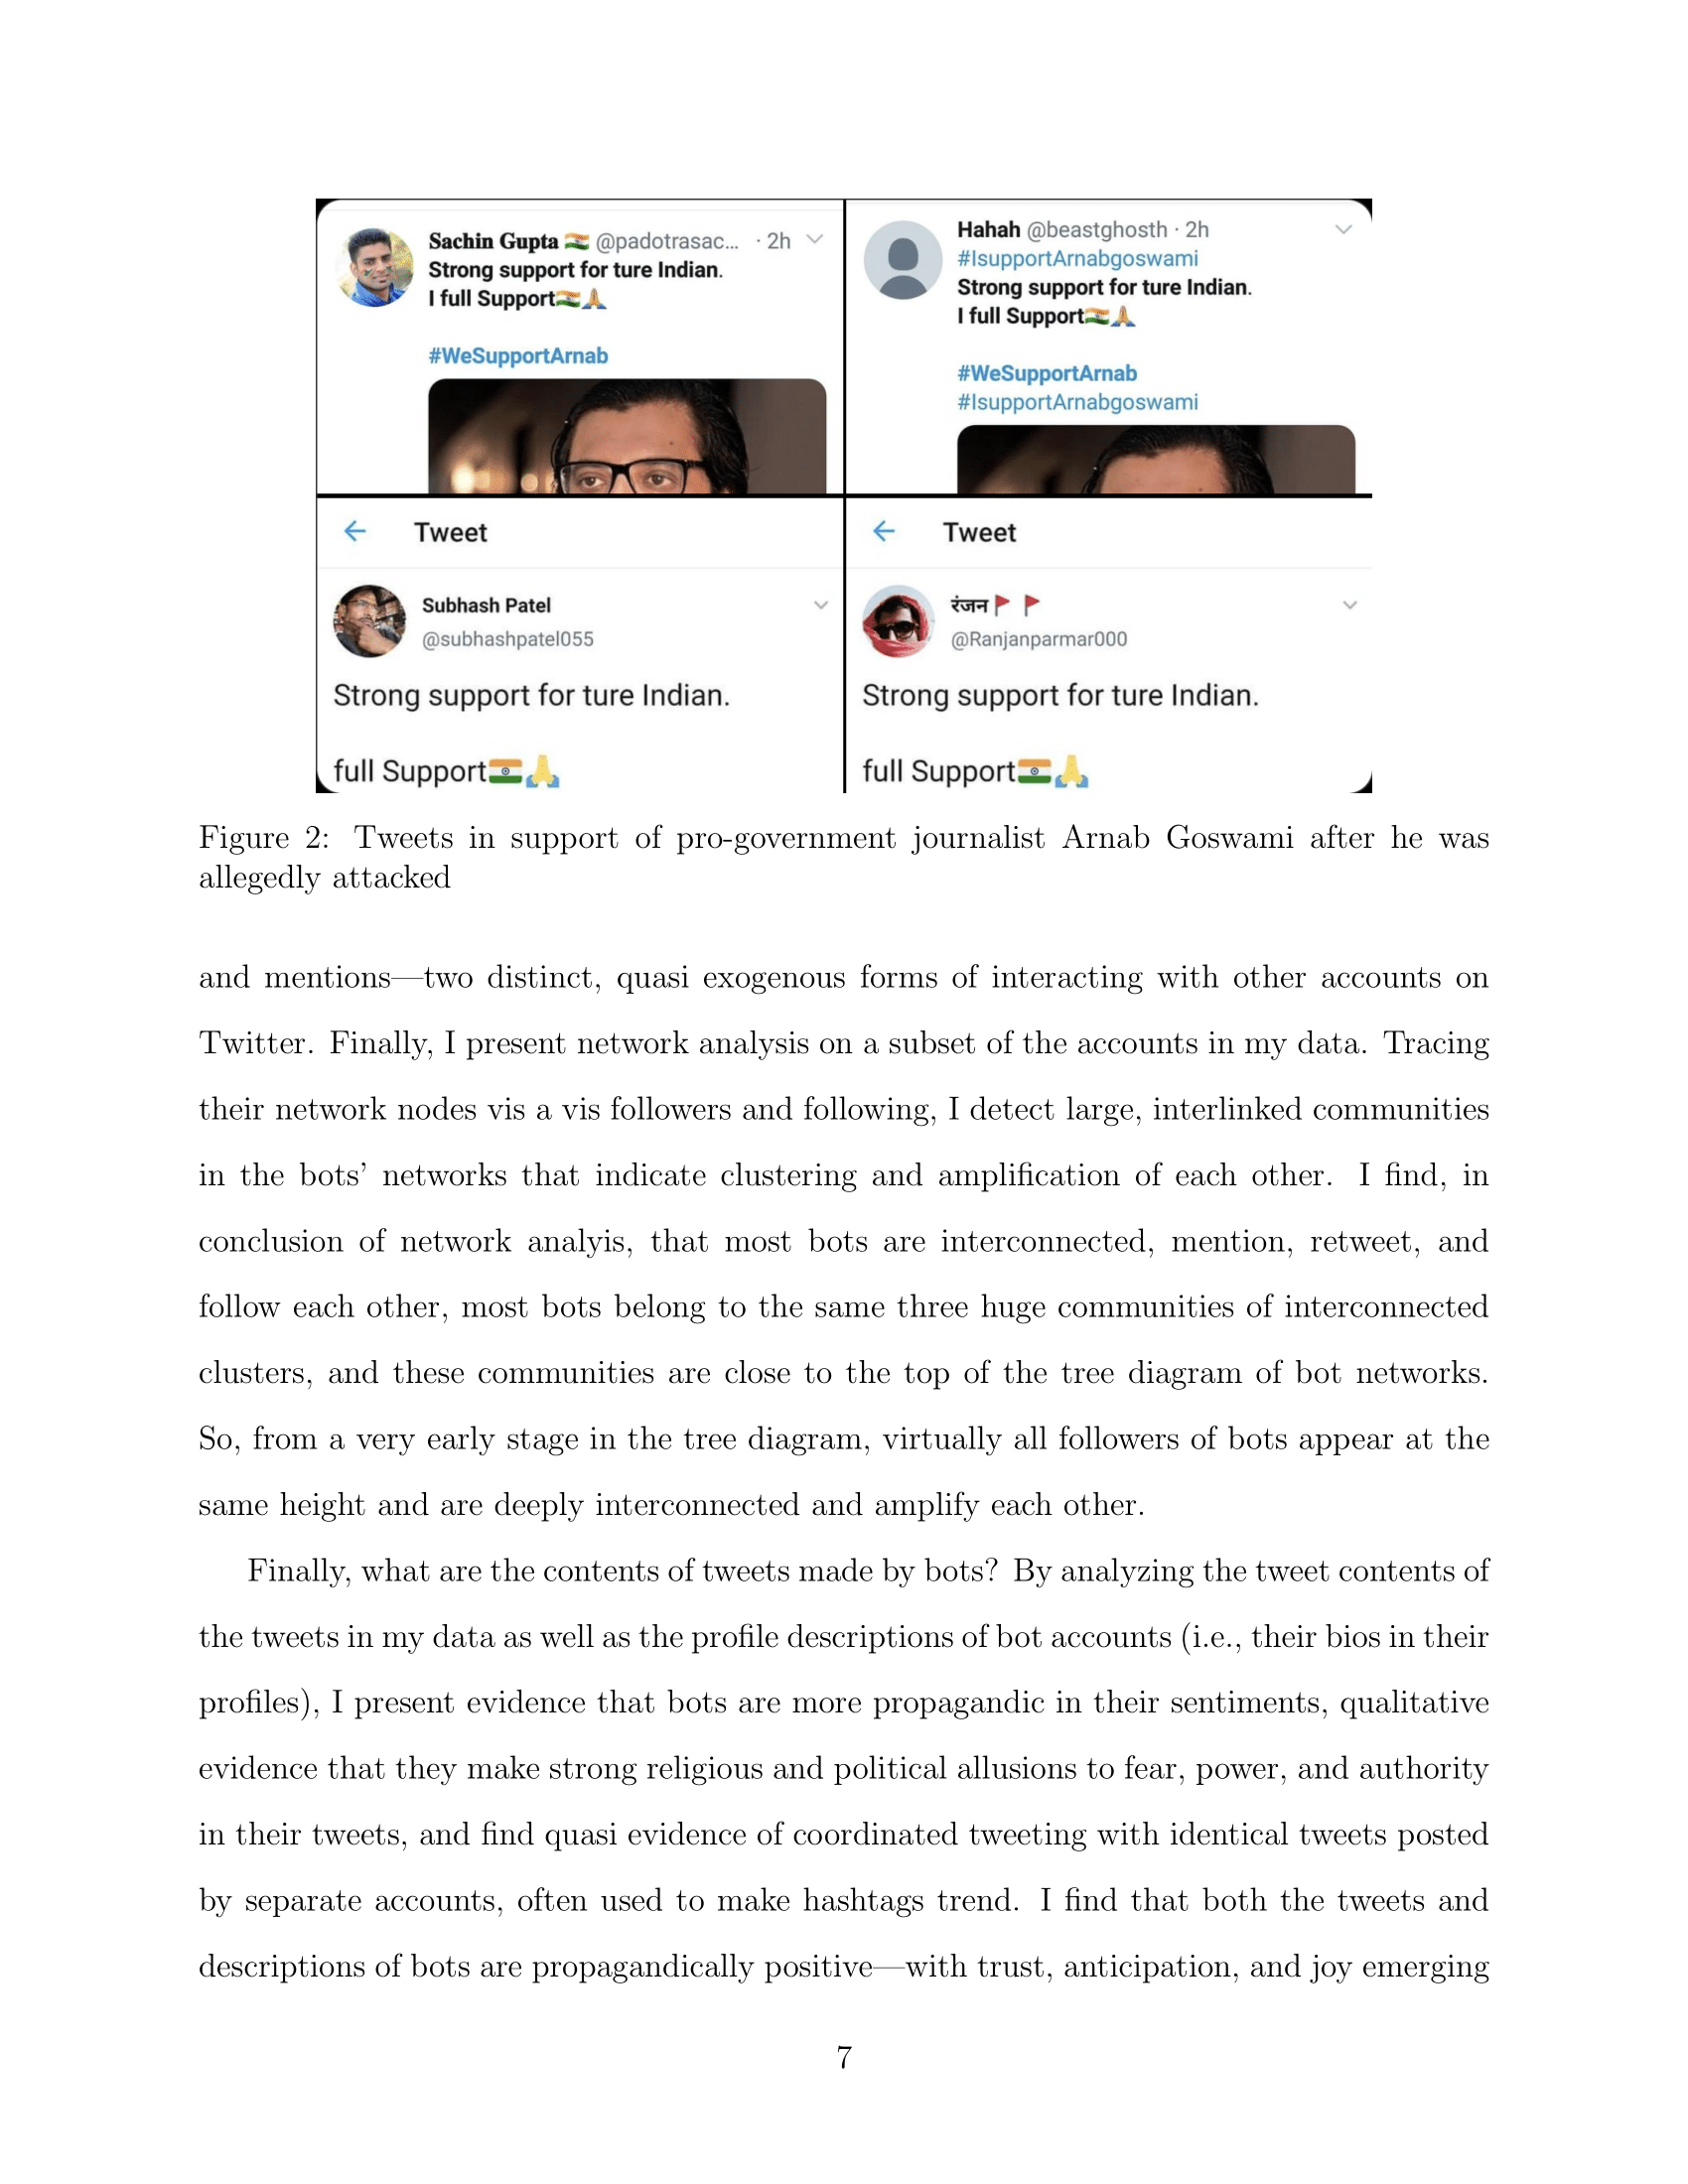 Sachin Gupta 🇮🇳 @padotrasac... · 2h
Strong support for ture Indian.
I full Support🇮🇳🙏
#WeSupportArnab
Hahah @beastghosth · 2h
#IsupportArnabgoswami
Strong support for ture Indian.
I full Support🇮🇳🙏
#WeSupportArnab
#IsupportArnabgoswami
Tweet
Subhash Patel
@subhashpatel055
Strong support for ture Indian.
full Support🇮🇳🙏
Tweet
रंजन🚩 🚩
@Ranjanparmar000
Strong support for ture Indian.
full Support🇮🇳🙏
Figure 2: Tweets in support of pro-government journalist Arnab Goswami after he was
allegedly attacked
and mentions—two distinct, quasi exogenous forms of interacting with other accounts on
Twitter. Finally, I present network analysis on a subset of the accounts in my data. Tracing
their network nodes vis a vis followers and following, I detect large, interlinked communities
in the bots' networks that indicate clustering and amplification of each other. I find, in
conclusion of network analyis, that most bots are interconnected, mention, retweet, and
follow each other, most bots belong to the same three huge communities of interconnected
clusters, and these communities are close to the top of the tree diagram of bot networks.
So, from a very early stage in the tree diagram, virtually all followers of bots appear at the
same height and are deeply interconnected and amplify each other.
Finally, what are the contents of tweets made by bots? By analyzing the tweet contents of
the tweets in my data as well as the profile descriptions of bot accounts (i.e., their bios in their
profiles), I present evidence that bots are more propagandic in their sentiments, qualitative
evidence that they make strong religious and political allusions to fear, power, and authority
in their tweets, and find quasi evidence of coordinated tweeting with identical tweets posted
by separate accounts, often used to make hashtags trend. I find that both the tweets and
descriptions of bots are propagandically positive—with trust, anticipation, and joy emerging
7